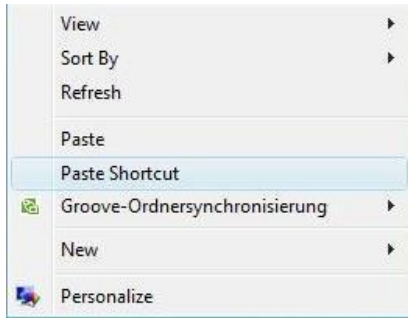 View
Sort By
Refresh
Paste
Paste Shortcut
Groove-Ordnersynchronisierung
New
Personalize